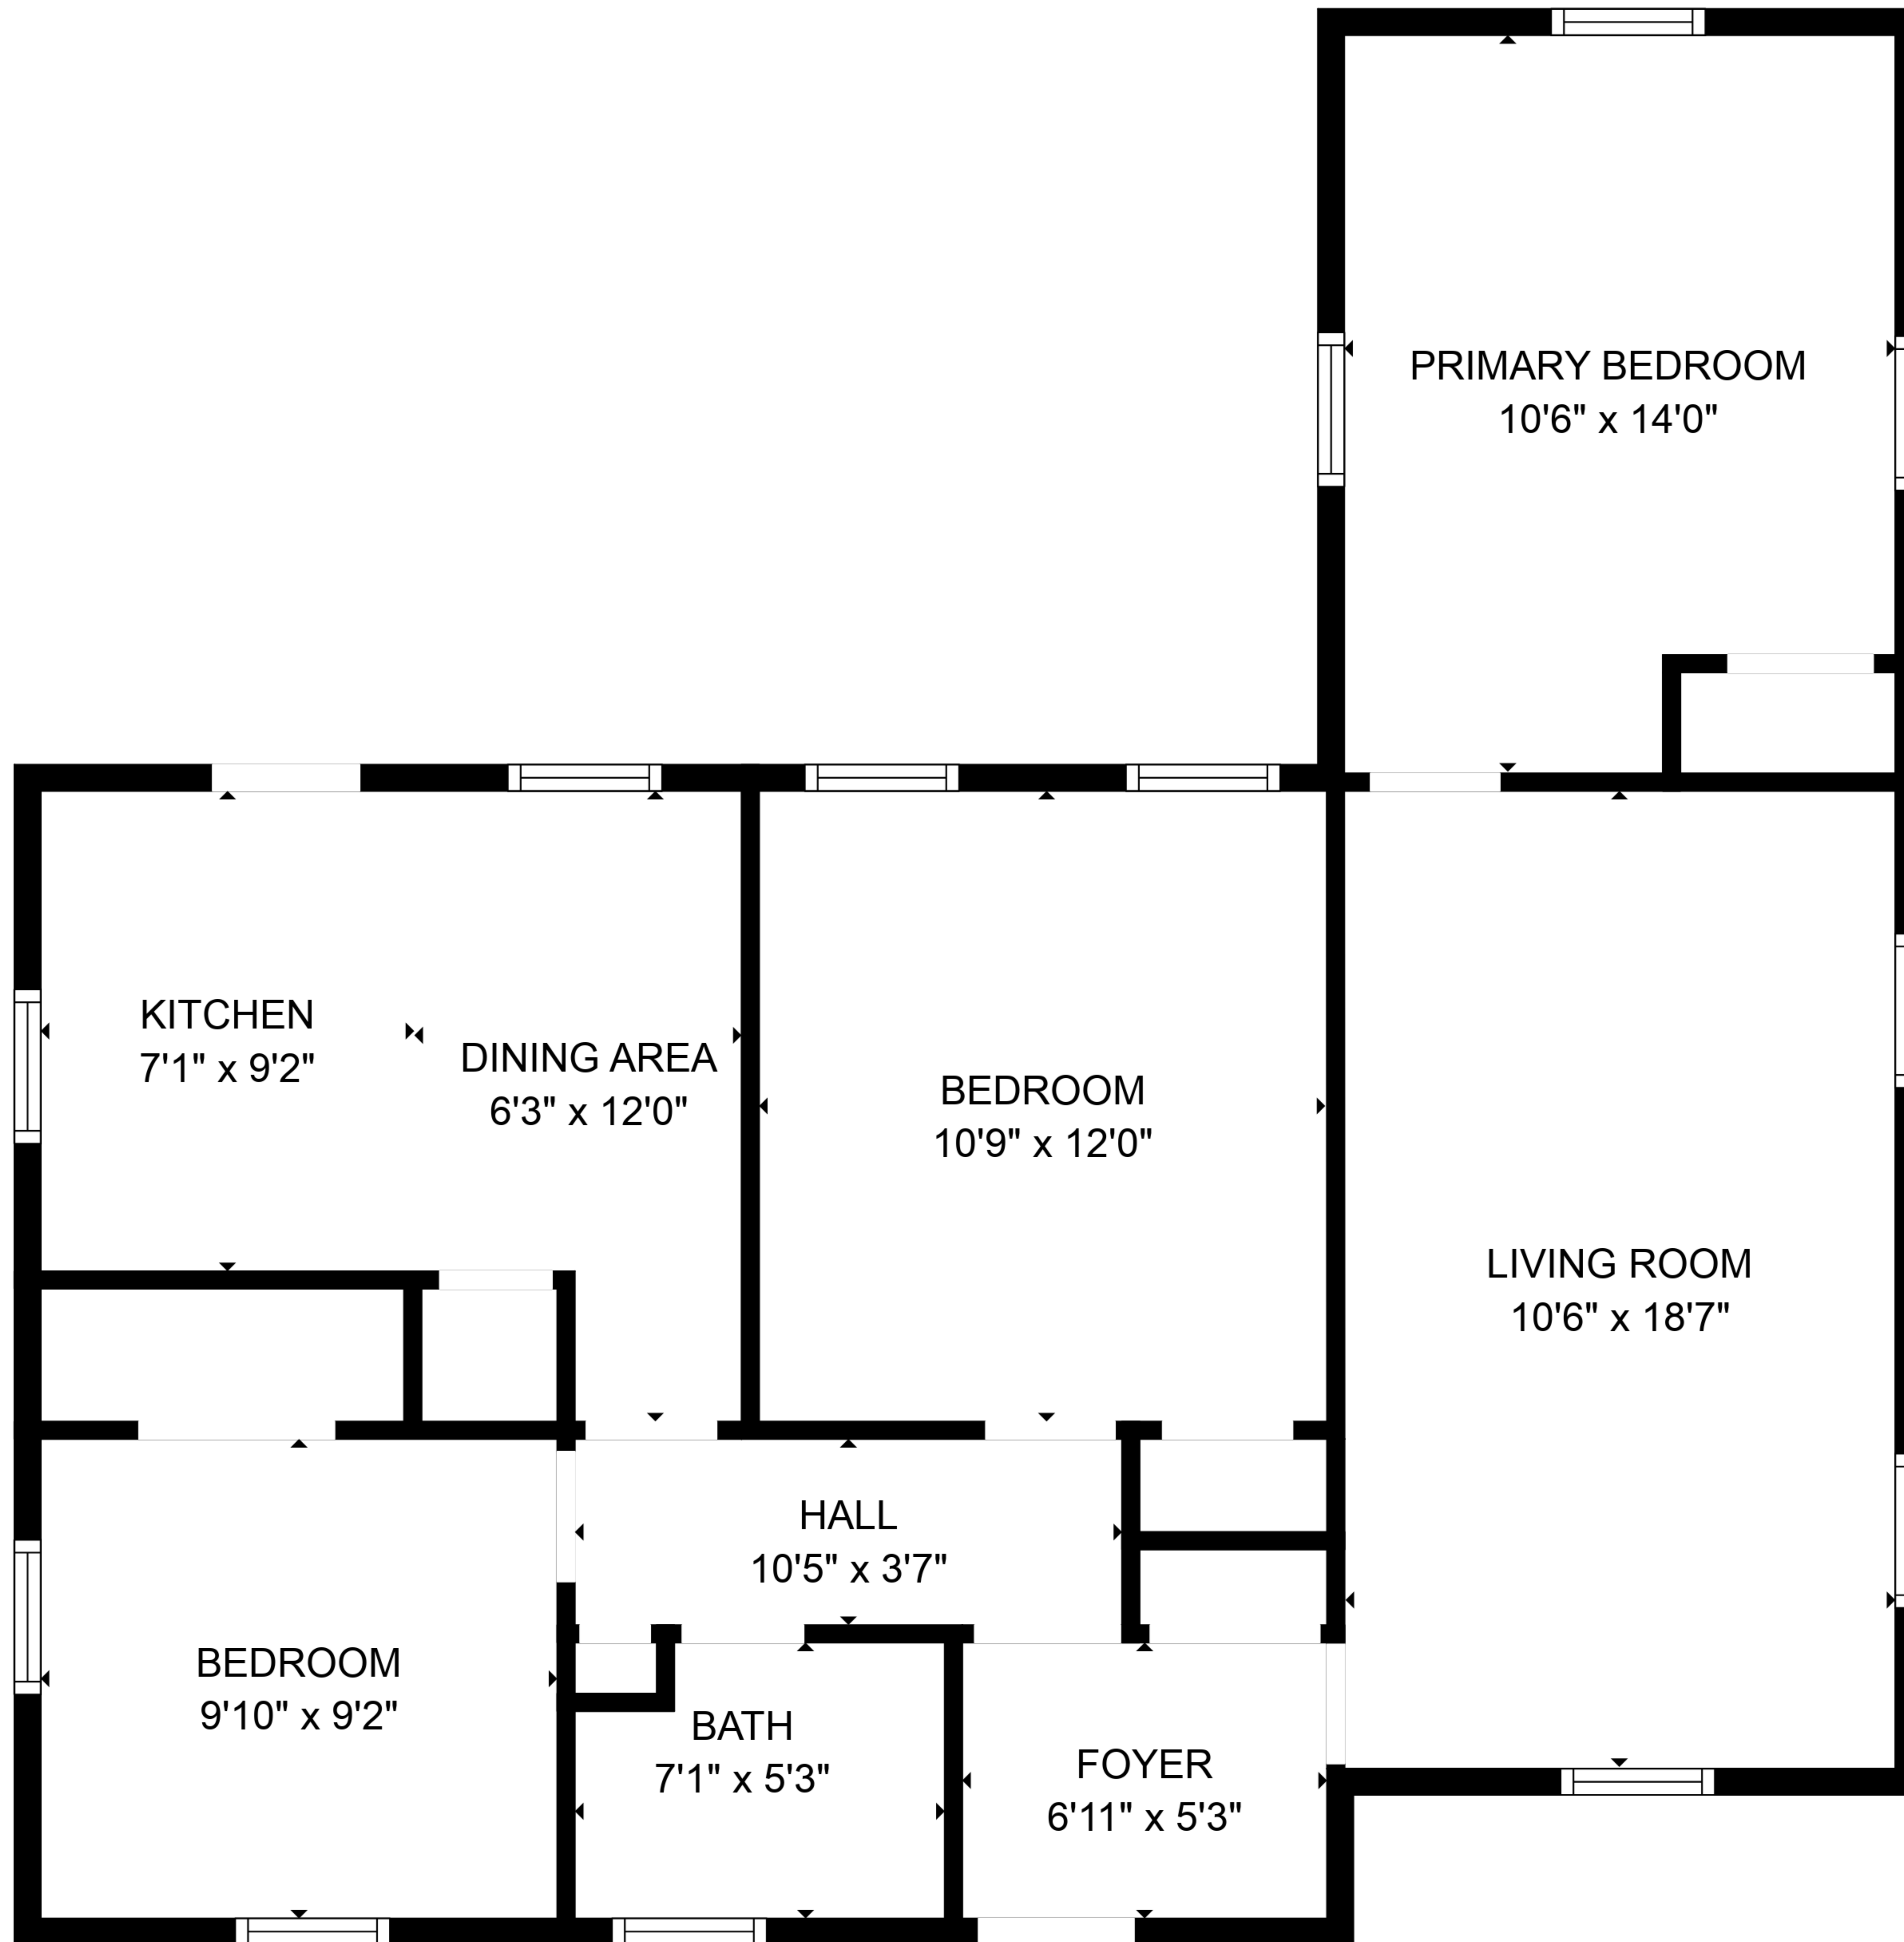 PRIMARY BEDROOM
10'6" x 14'0"
KITCHEN
7'1" x 9'2"
DINING AREA
6'3" x 12'0"
BEDROOM
10'9" x 12'0"
LIVING ROOM
10'6" x 18'7"
HALL
10'5" x 3'7"
BEDROOM
9'10" x 9'2"
BATH
7'1" x 5'3"
FOYER
6'11" x 5'3"